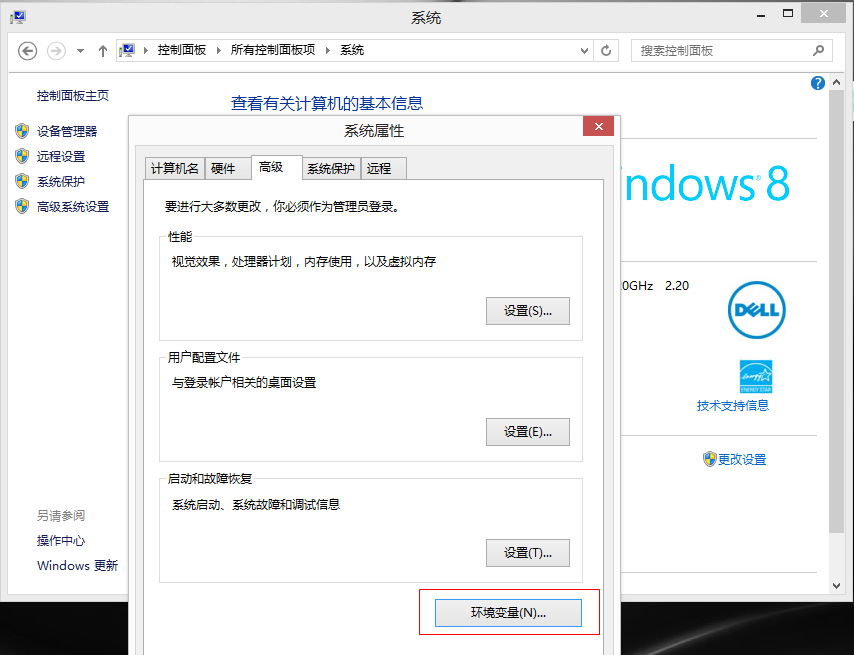 系统
控制面板 所有控制面板项 系统
搜索控制面板
控制面板主页
设备管理器
远程设置
系统保护
高级系统设置
另请参阅
操作中心
Windows 更新
查看有关计算机的基本信息
系统属性
计算机名 硬件 高级 系统保护 远程
要进行大多数更改，你必须作为管理员登录。
性能
视觉效果，处理器计划，内存使用，以及虚拟内存
设置(S)...
用户配置文件
与登录帐户相关的桌面设置
设置(E)...
启动和故障恢复
系统启动、系统故障和调试信息
设置(T)...
环境变量(N)...
ndows 8
0GHz 2.20
DELL
energy
ENERGY STAR
技术支持信息
更改设置